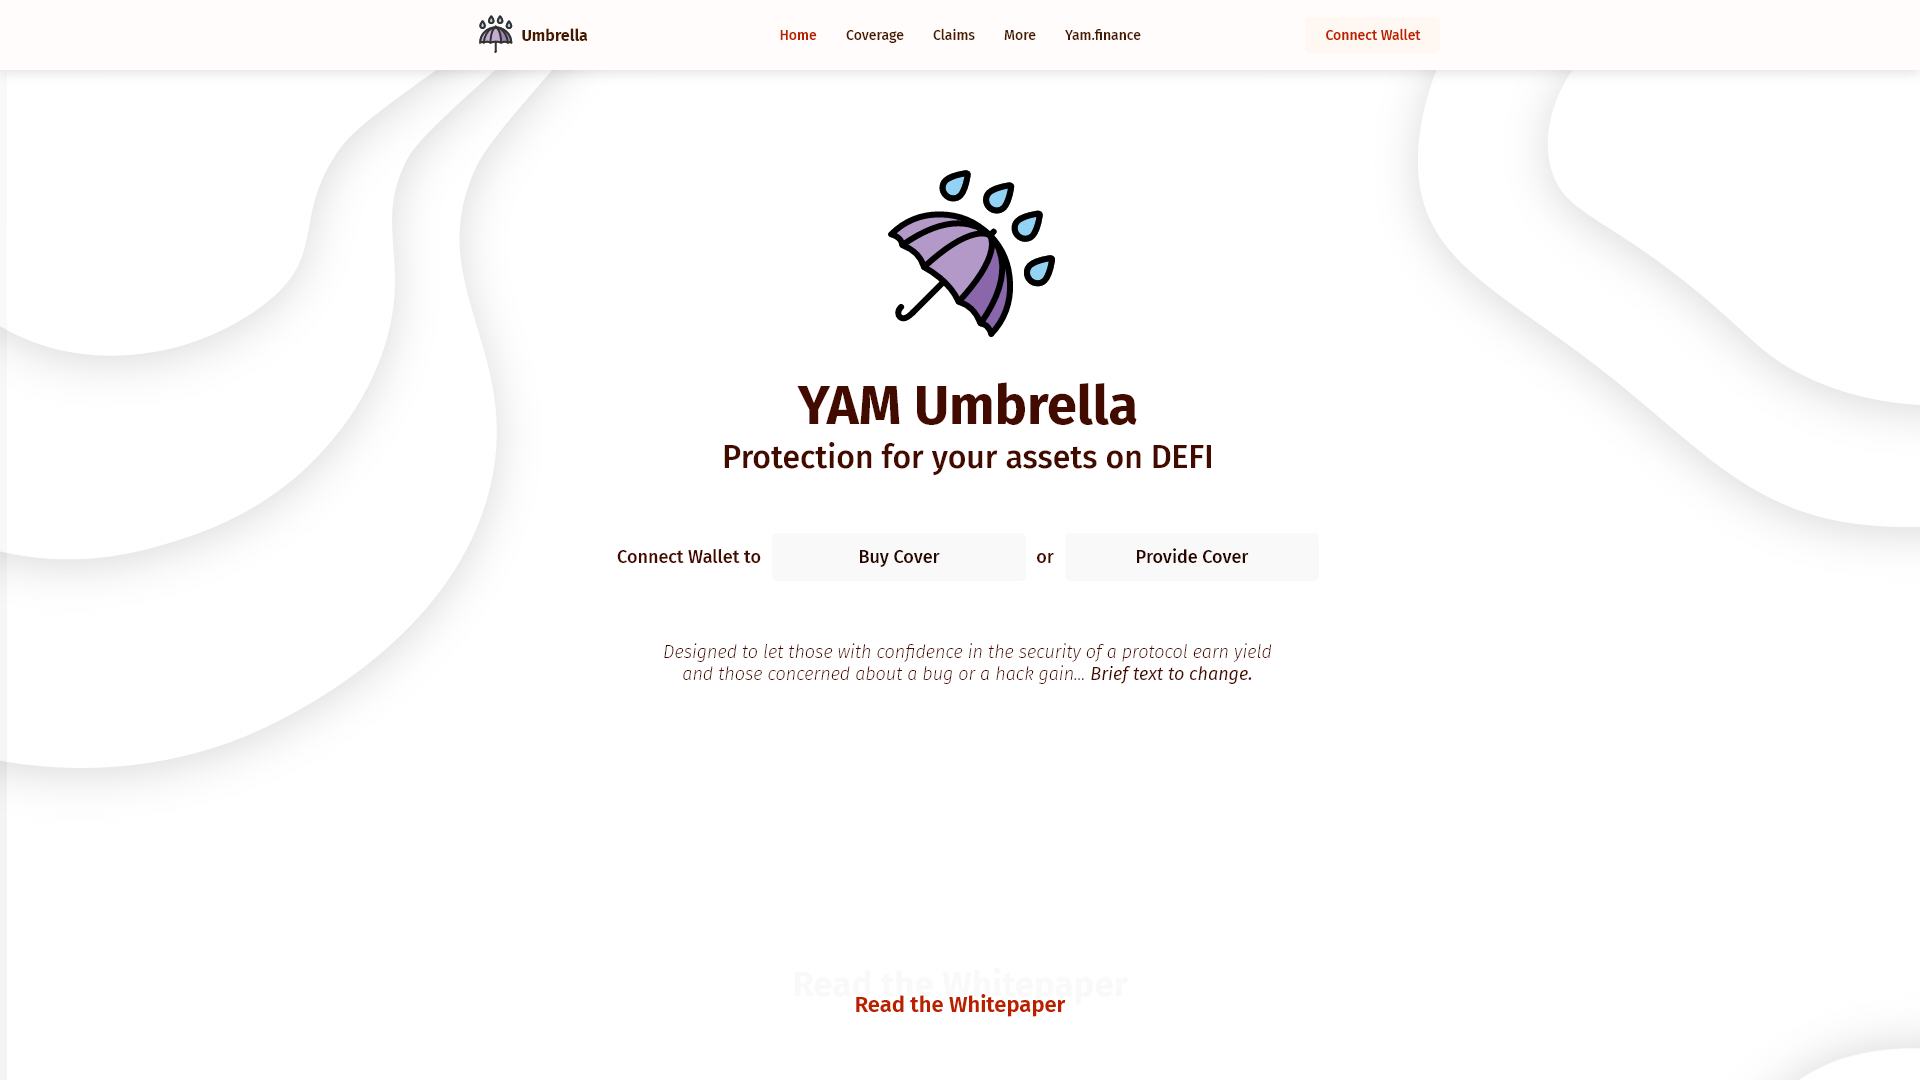 Umbrella
Home
Coverage
Claims
More
Yam.finance
Connect Wallet
YAM Umbrella
Protection for your assets on DEFI
Connect Wallet to
Buy Cover
or
Provide Cover
Designed to let those with confidence in the security of a protocol earn yield
and those concerned about a bug or a hack gain... Brief text to change.
Read the Whitepaper
Read the Whitepaper